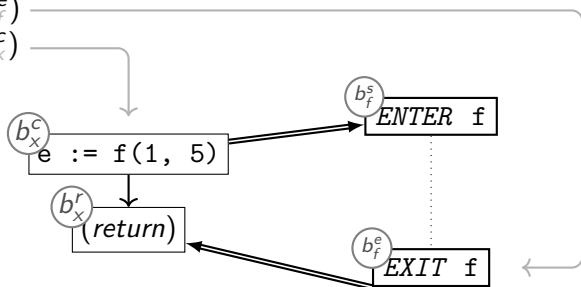 e
f)
c
x)
b_f^s
ENTER f
b_x^c
e := f(1, 5)
b_x^r
(return)
b_f^e
EXIT f